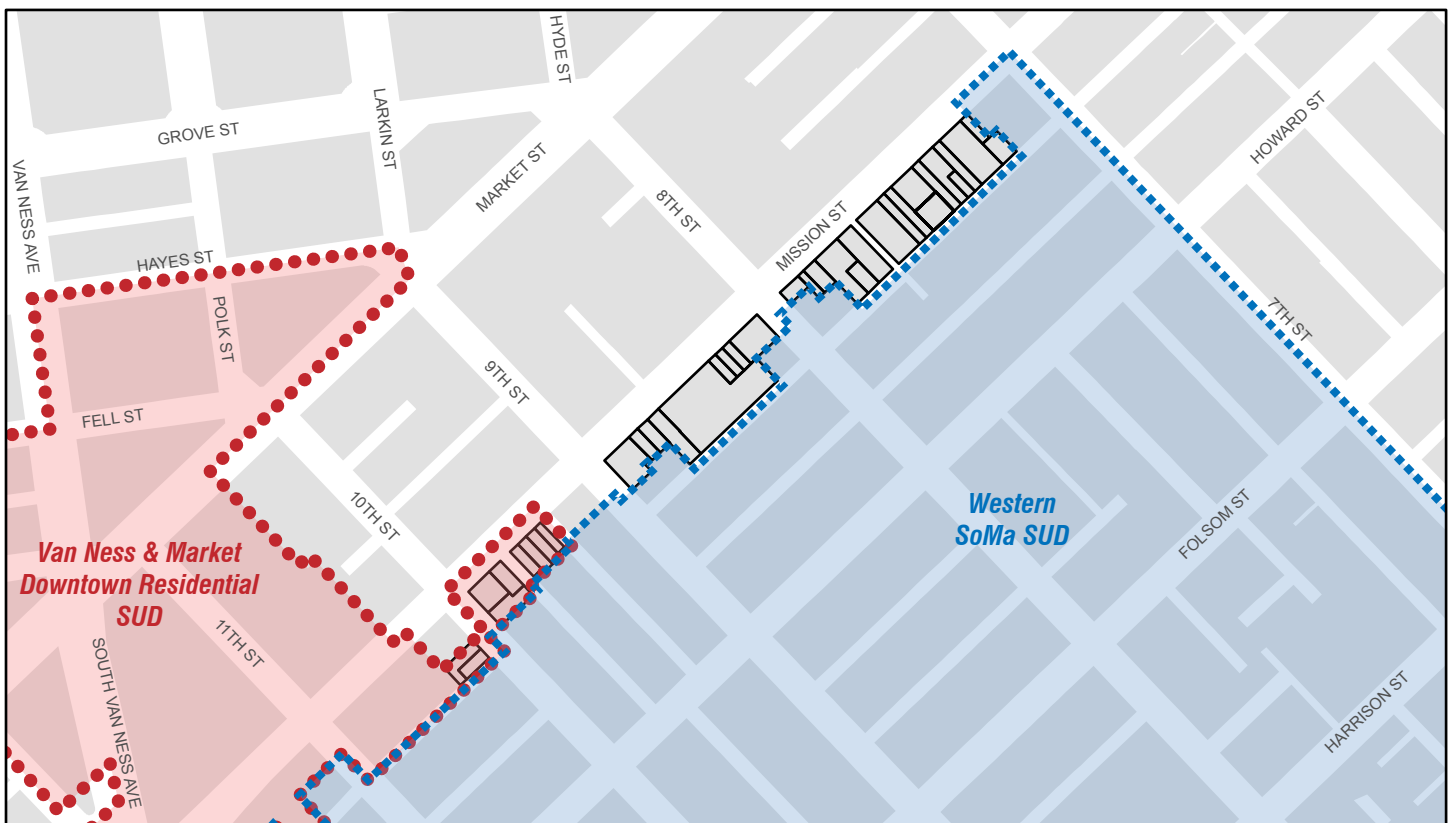 HYDE ST
GROVE ST
LARKIN ST
VAN NESS AVE
MARKET ST
HOWARD ST
8TH ST
MISSION ST
HAYES ST
POLK ST
7TH ST
9TH ST
FELL ST
10TH ST
Western
SoMa SUD
FOLSOM ST
Van Ness & Market
Downtown Residential
SUD
11TH ST
SOUTH VAN NESS AVE
HARRISON ST